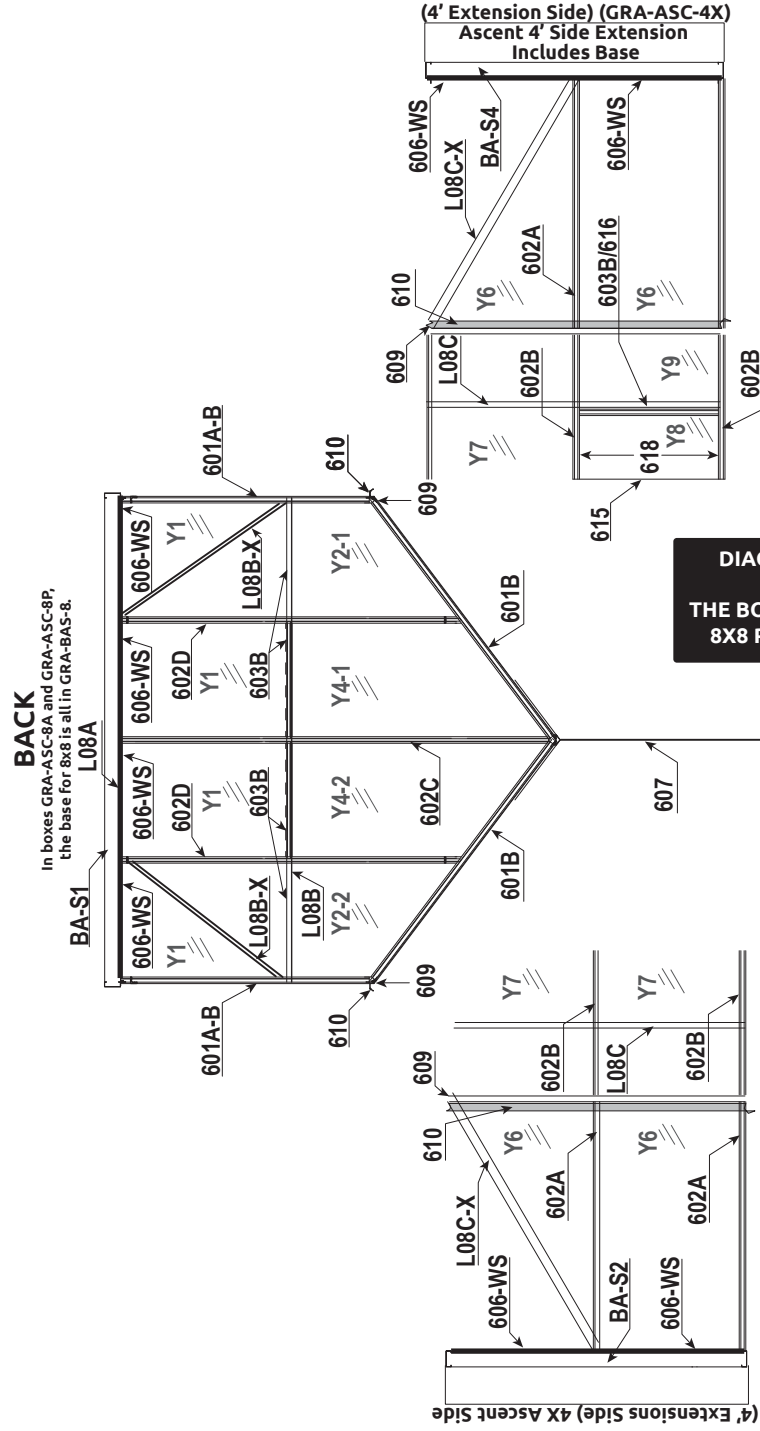 BACK
In boxes GRA-ASC-8A and GRA-ASC-8P,
the base for 8x8 is all in GRA-BAS-8.
BA-S1
L08A
606-WS
606-WS
606-WS
606-WS
601A-B
Y1
602D
Y1
602D
Y1
Y1
601A-B
L08B-X
603B
603B
L08B-X
L08B
Y2-2
Y4-2
Y4-1
Y2-1
602C
610
609
610
609
601B
601B
607
(4' Extension Side) (GRA-ASC-4X)
Ascent 4' Side Extension
Includes Base
606-WS
BA-S4
L08C-X
606-WS
610
Y6
602A
603B/616
Y6
609
L08C
602B
Y9
Y7
618
Y8
602B
615
THE
8X8
609
610
Y7
Y7
602B
L08C
602B
L08C-X
Y6
Y6
602A
602A
606-WS
BA-S2
606-WS
(4' Extensions Side) 4X Ascent Side